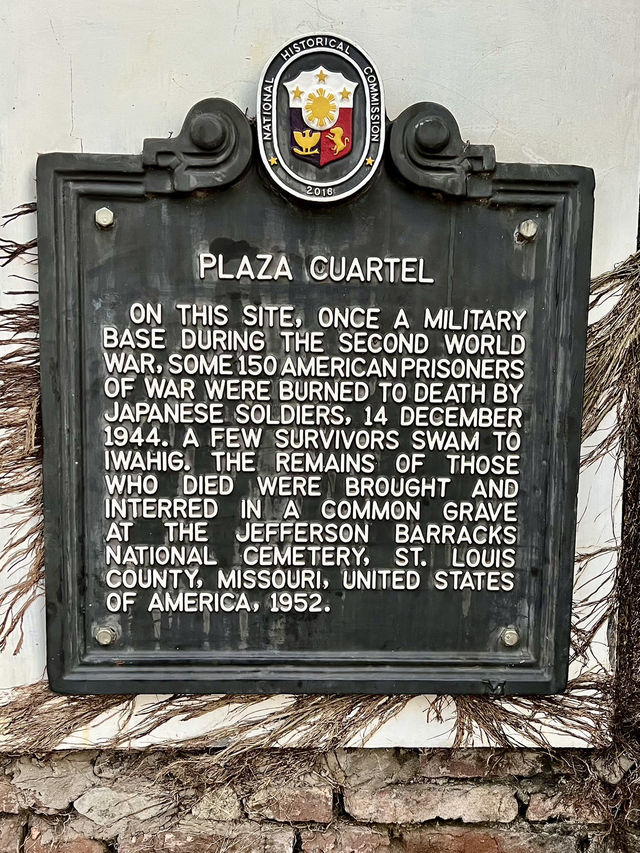 NATIONAL HISTORICAL COMMISSION
2016
PLAZA CUARTEL
ON THIS SITE, ONCE A MILITARY
BASE DURING THE SECOND WORLD
WAR, SOME 150 AMERICAN PRISONERS
OF WAR WERE BURNED TO DEATH BY
JAPANESE SOLDIERS, 14 DECEMBER
1944. A FEW SURVIVORS SWAM TO
IWAHIG. THE REMAINS OF THOSE
WHO DIED WERE BROUGHT AND
INTERRED IN A COMMON GRAVE
AT THE JEFFERSON BARRACKS
NATIONAL CEMETERY, ST. LOUIS
COUNTY, MISSOURI, UNITED STATES
OF AMERICA, 1952.